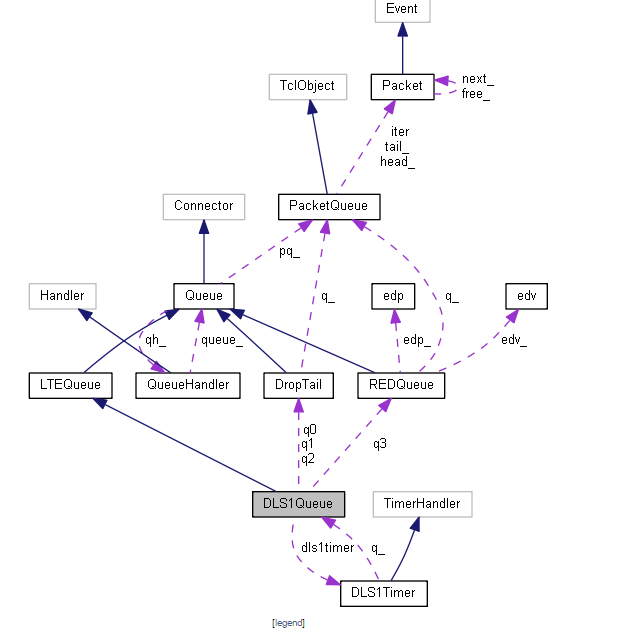 Event
TclObject
Packet
next_
free_
iter
tail_
head_
Connector
PacketQueue
pq_
Handler
Queue
q_
edp
q_
edv
qh_
queue_
edp_
edv_
LTEQueue
QueueHandler
DropTail
REDQueue
q0
q1
q2
q3
DLS1Queue
TimerHandler
dls1timer
q_
DLS1Timer
[legend]